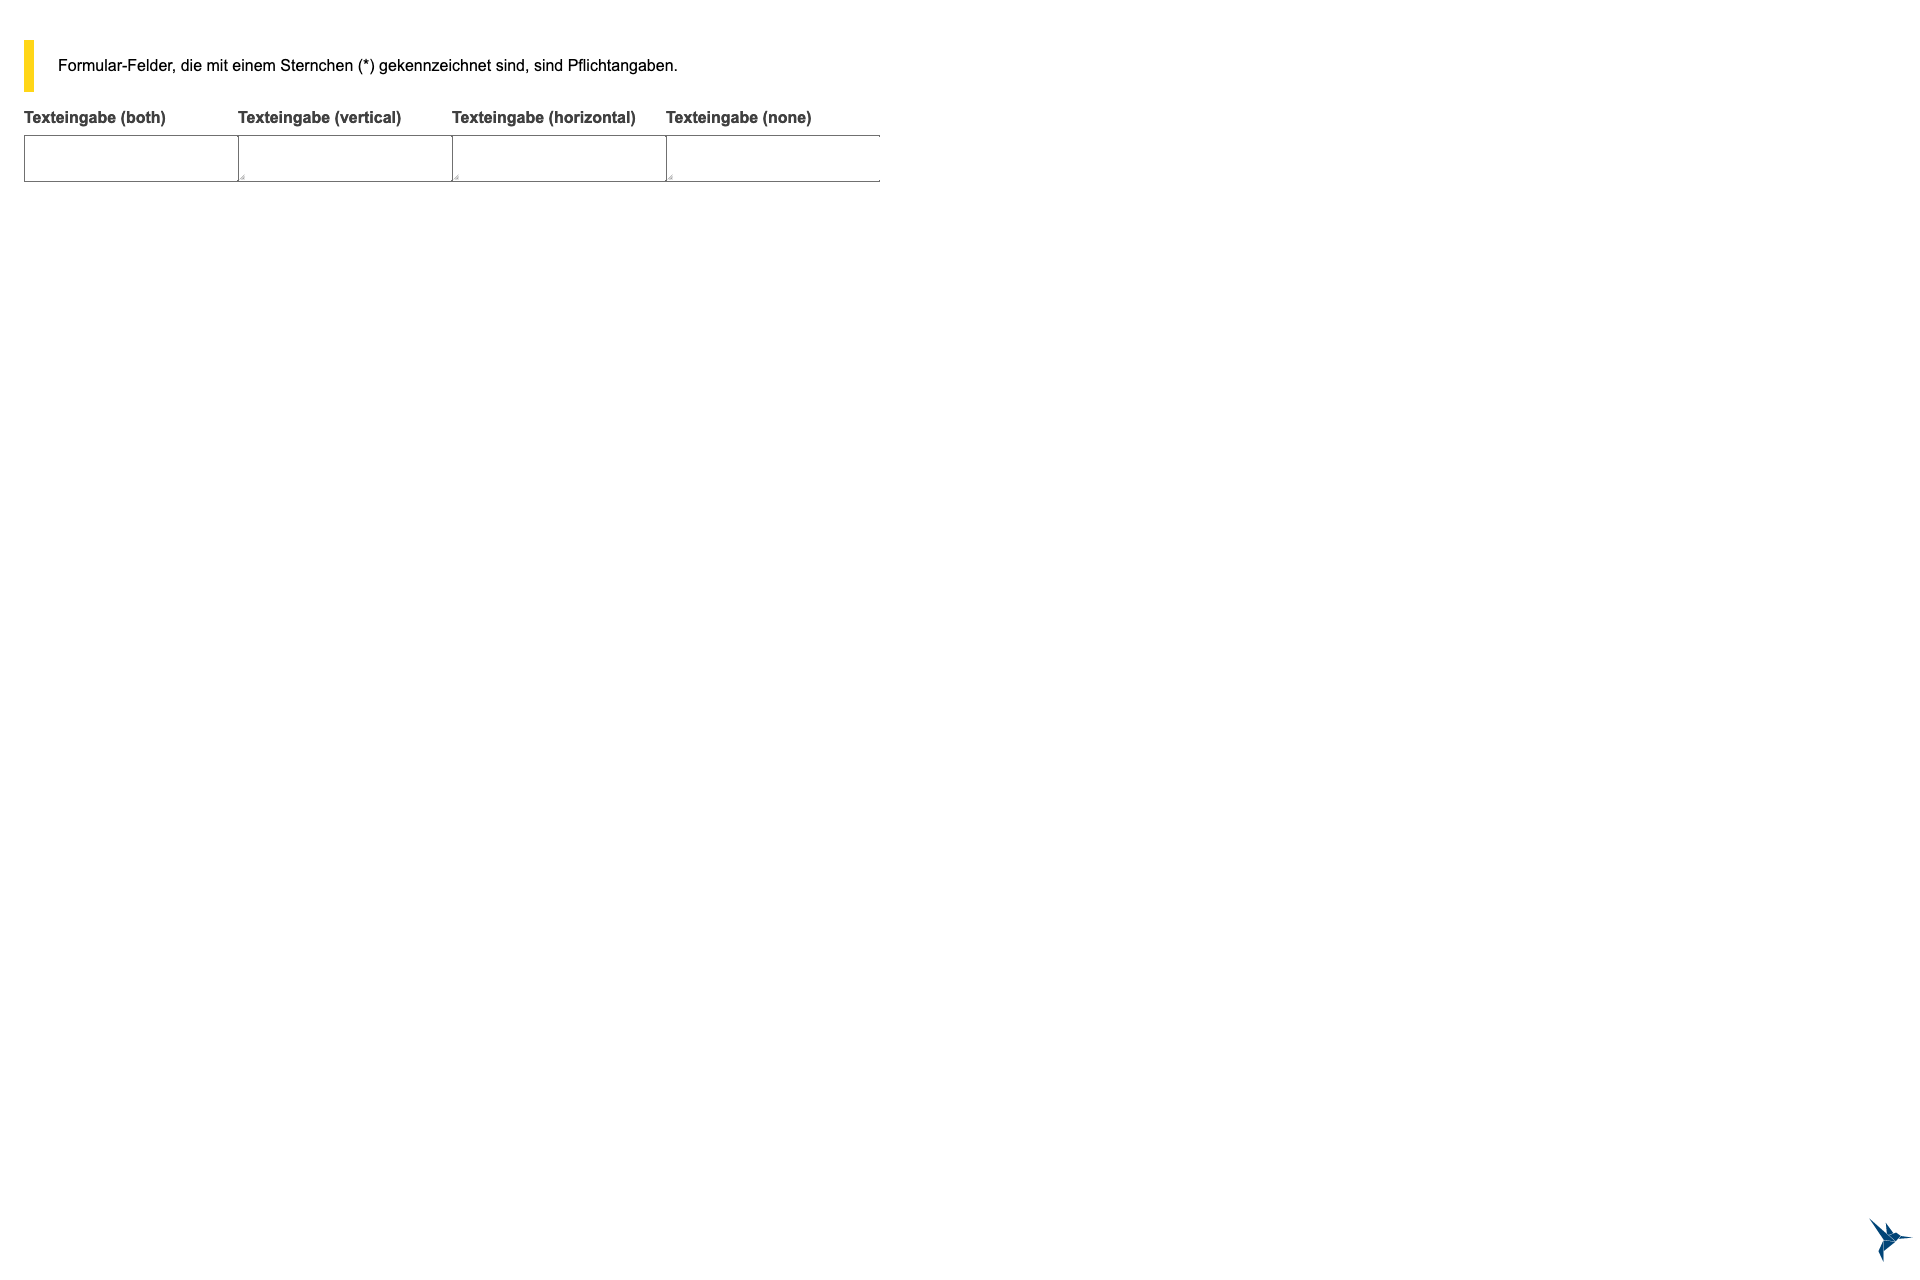 Formular-Felder, die mit einem Sternchen (*) gekennzeichnet sind, sind Pflichtangaben.
Texteingabe (both) Texteingabe (vertical) Texteingabe (horizontal) Texteingabe (none)